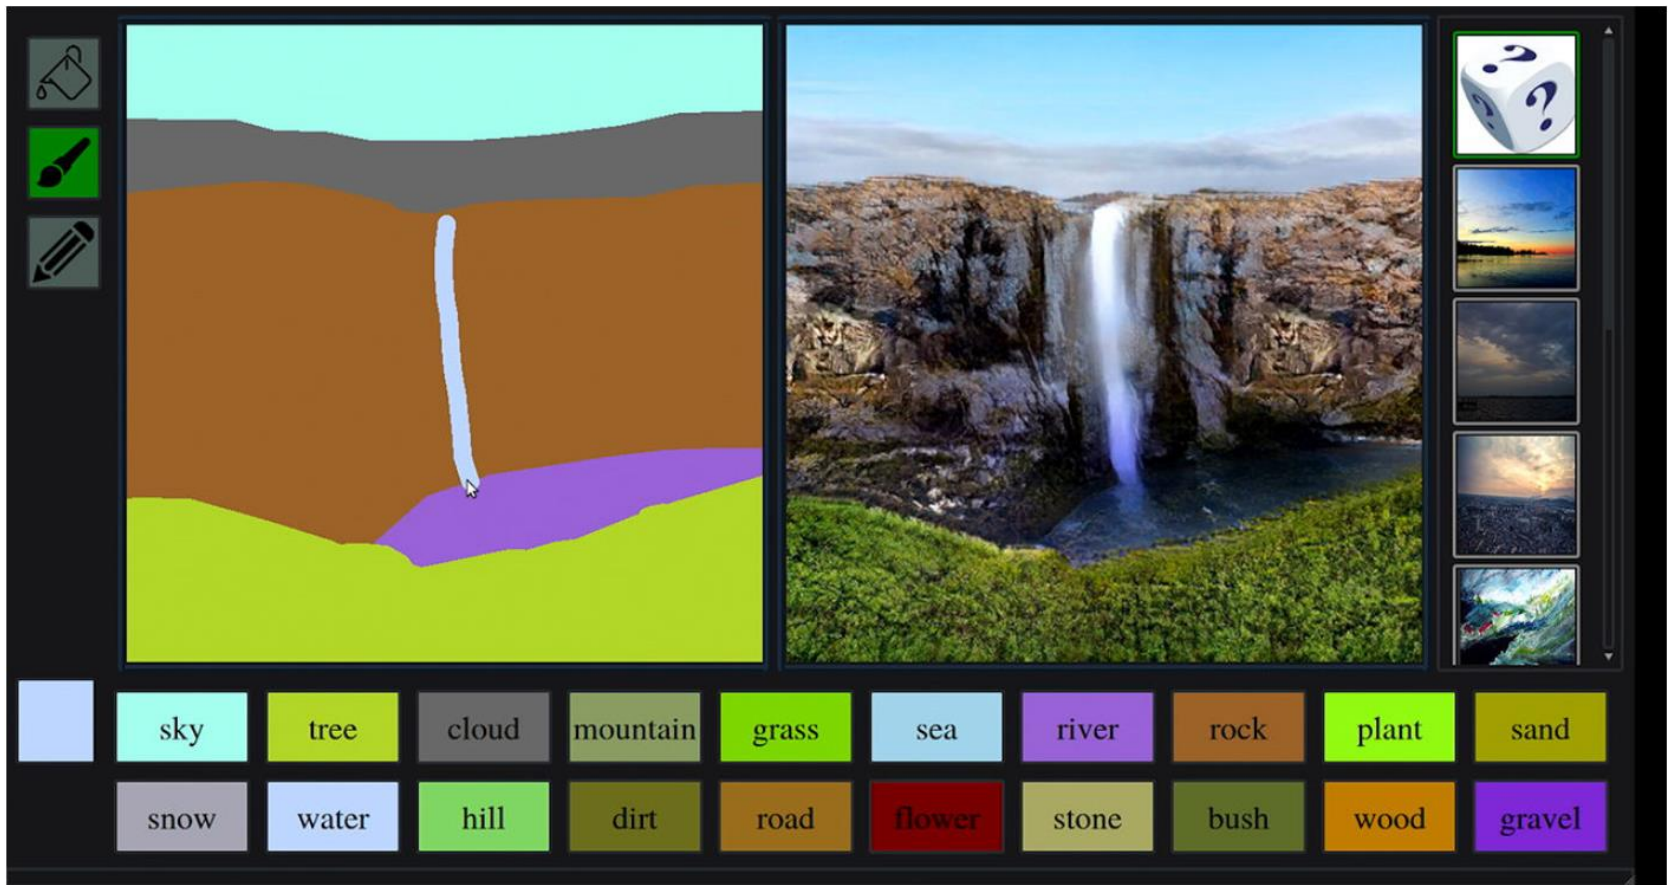 ? ? ?
sky tree cloud mountain grass sea river rock plant sand
snow water hill dirt road flower stone bush wood gravel